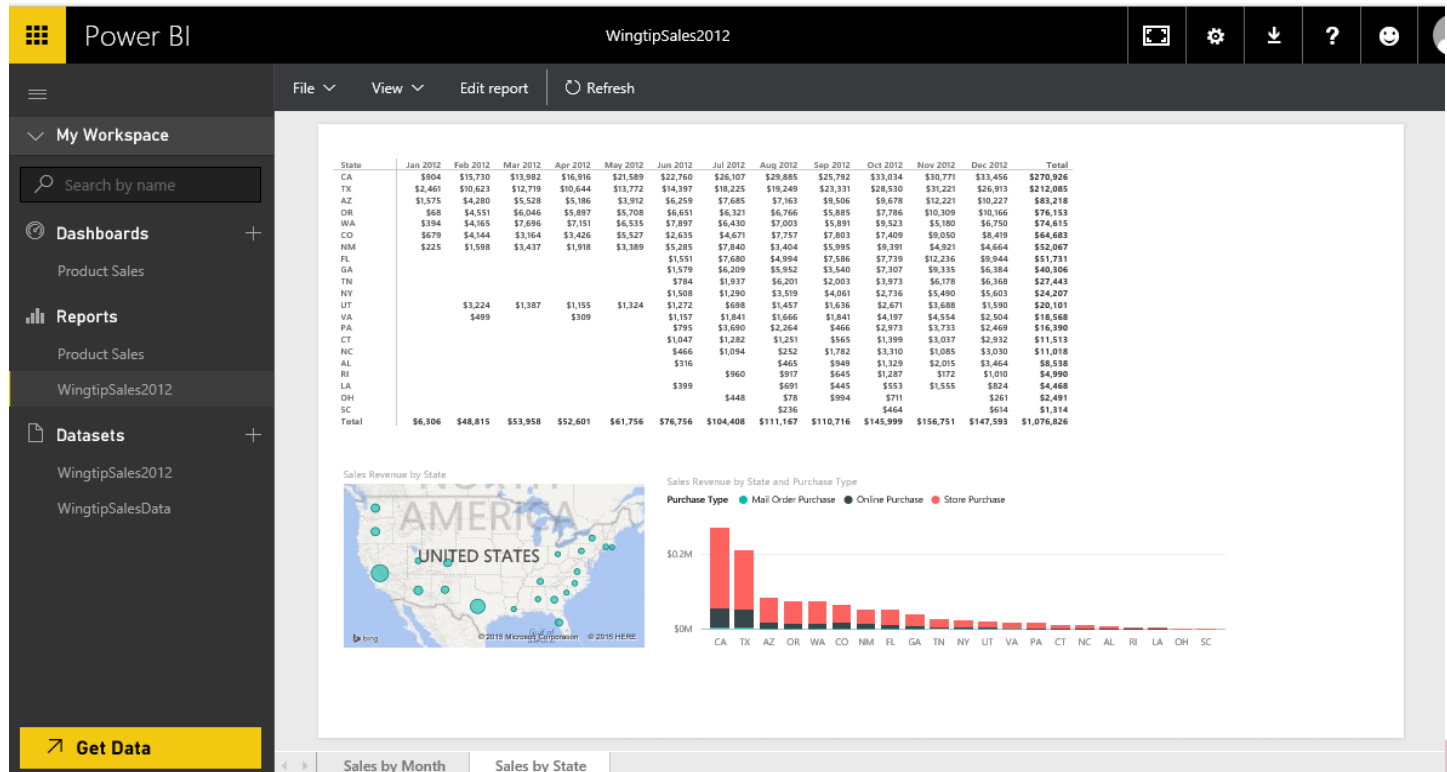 Power BI
WingtipSales2012
File View Edit report Refresh
My Workspace
Search by name
Dashboards
Product Sales
Reports
Product Sales
WingtipSales2012
Datasets
WingtipSales2012
WingtipSalesData
Get Data
State Jan 2012 Feb 2012 Mar 2012 Apr 2012 May 2012 Jun 2012 Jul 2012 Aug 2012 Sep 2012 Oct 2012 Nov 2012 Dec 2012 Total
CA $904 $15,730 $13,982 $16,916 $21,589 $22,760 $26,107 $29,885 $25,792 $33,034 $30,771 $33,456 $270,926
TX $2,461 $10,623 $12,719 $10,644 $13,772 $14,397 $18,225 $19,249 $23,331 $28,530 $31,221 $26,913 $212,085
AZ $1,575 $4,280 $5,528 $5,186 $3,912 $6,259 $7,685 $7,163 $9,506 $9,678 $12,221 $10,227 $83,218
OR $68 $4,551 $6,046 $5,897 $5,708 $6,651 $6,321 $6,766 $5,885 $7,786 $10,309 $10,166 $76,153
WA $394 $4,165 $7,696 $7,151 $6,535 $7,897 $6,430 $7,003 $5,891 $9,523 $5,180 $6,750 $74,615
CO $679 $4,144 $3,164 $3,426 $5,527 $2,635 $4,671 $7,757 $7,803 $7,409 $9,050 $8,419 $64,683
NM $225 $1,598 $3,437 $1,918 $3,389 $5,285 $7,840 $3,404 $5,995 $9,391 $4,921 $4,664 $52,067
FL $1,551 $7,680 $4,994 $7,586 $7,739 $12,236 $9,944 $51,731
GA $1,579 $6,209 $5,952 $3,540 $7,307 $9,335 $6,384 $40,306
TN $784 $1,937 $6,201 $2,003 $3,973 $6,178 $6,368 $27,443
NY $1,508 $1,290 $3,519 $4,061 $2,736 $5,490 $5,603 $24,207
UT $3,224 $1,387 $1,155 $1,324 $1,272 $698 $1,457 $1,636 $2,671 $3,688 $1,590 $20,101
VA $499 $309 $1,157 $1,841 $1,666 $1,841 $4,197 $4,554 $2,504 $18,568
PA $795 $3,690 $2,264 $466 $2,973 $3,733 $2,469 $16,390
CT $1,047 $1,282 $1,251 $565 $1,399 $3,037 $2,932 $11,513
NC $466 $1,094 $252 $1,782 $3,310 $1,085 $3,030 $11,018
AL $316 $465 $949 $1,329 $2,015 $3,464 $8,538
RI $960 $917 $645 $1,287 $172 $1,010 $4,990
LA $399 $691 $445 $553 $1,555 $824 $4,468
OH $448 $78 $994 $711 $261 $2,491
SC $236 $464 $614 $1,314
Total $6,306 $48,815 $53,958 $52,601 $61,756 $76,756 $104,408 $111,167 $110,716 $145,999 $156,751 $147,593 $1,076,826
Sales Revenue by State
NORTH
AMERICA
UNITED STATES
bing
© 2015 Microsoft Corporation © 2015 HERE
Sales Revenue by State and Purchase Type
Purchase Type Mail Order Purchase Online Purchase Store Purchase
$0.2M
$0M
CA TX AZ OR WA CO NM FL GA TN NY UT VA PA CT NC AL RI LA OH SC
Sales by Month Sales by State